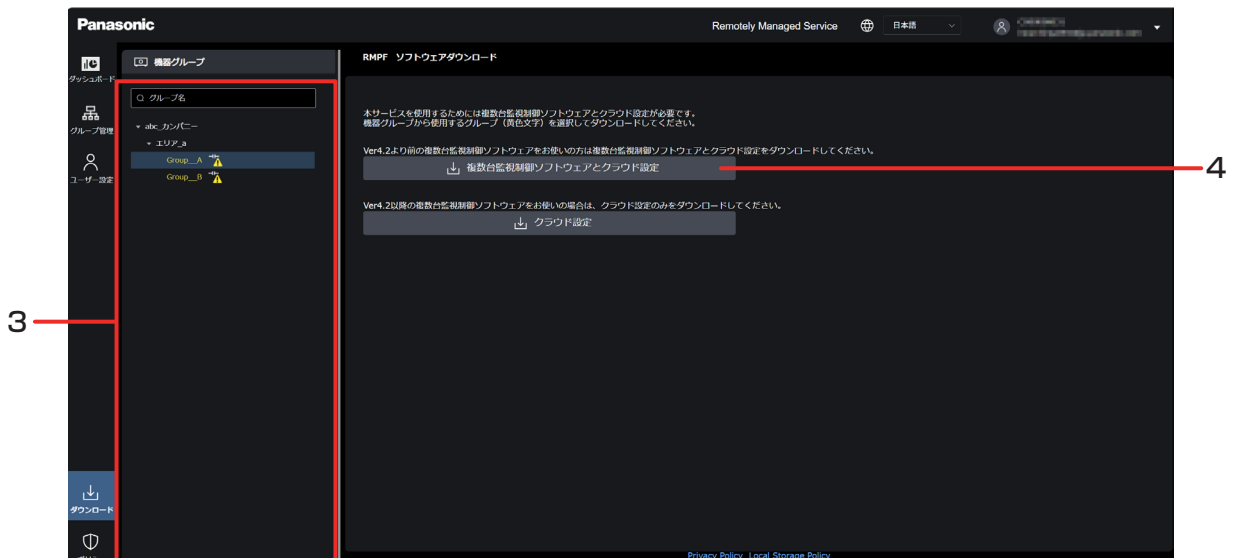 Panasonic
Remotely Managed Service
日本語
ダッシュボード
グループ管理
ユーザー設定
ダウンロード
機器グループ
グループ名
abc_カンパニー
エリア_a
Group__A
Group__B
RMPF ソフトウェアダウンロード
本サービスを使用するためには複数台監視制御ソフトウェアとクラウド設定が必要です。
機器グループから使用するグループ（黄色文字）を選択してダウンロードしてください。
Ver4.2より前の複数台監視制御ソフトウェアをお使いの方は複数台監視制御ソフトウェアとクラウド設定をダウンロードしてください。
複数台監視制御ソフトウェアとクラウド設定
Ver4.2以降の複数台監視制御ソフトウェアをお使いの場合は、クラウド設定のみをダウンロードしてください。
クラウド設定
Privacy Policy Local Storage Policy
3
4